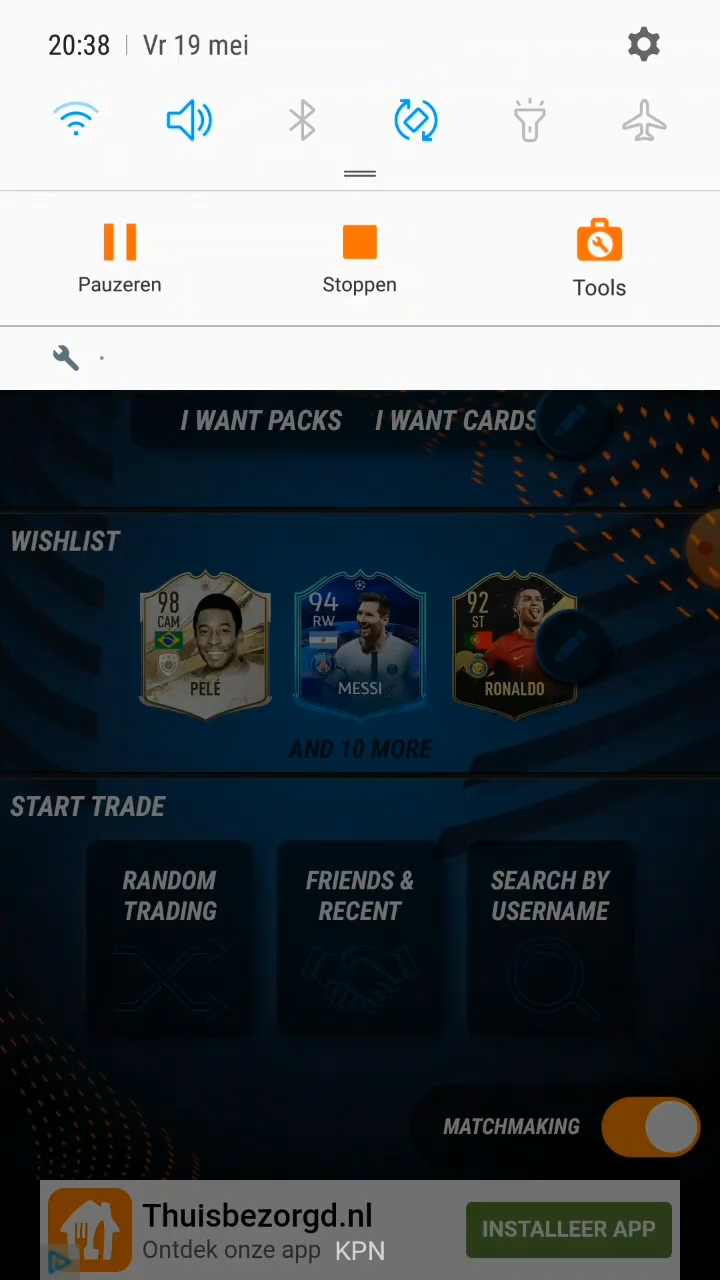 20:38 | Vr 19 mei
Pauzeren Stoppen Tools
I WANT PACKS I WANT CARDS
WISHLIST
98 CAM PELÉ
94 RW MESSI
92 ST RONALDO 7
AND 10 MORE
START TRADE
RANDOM TRADING
FRIENDS & RECENT
SEARCH BY USERNAME
MATCHMAKING
Thuisbezorgd.nl
Ontdek onze app KPN
INSTALLEER APP